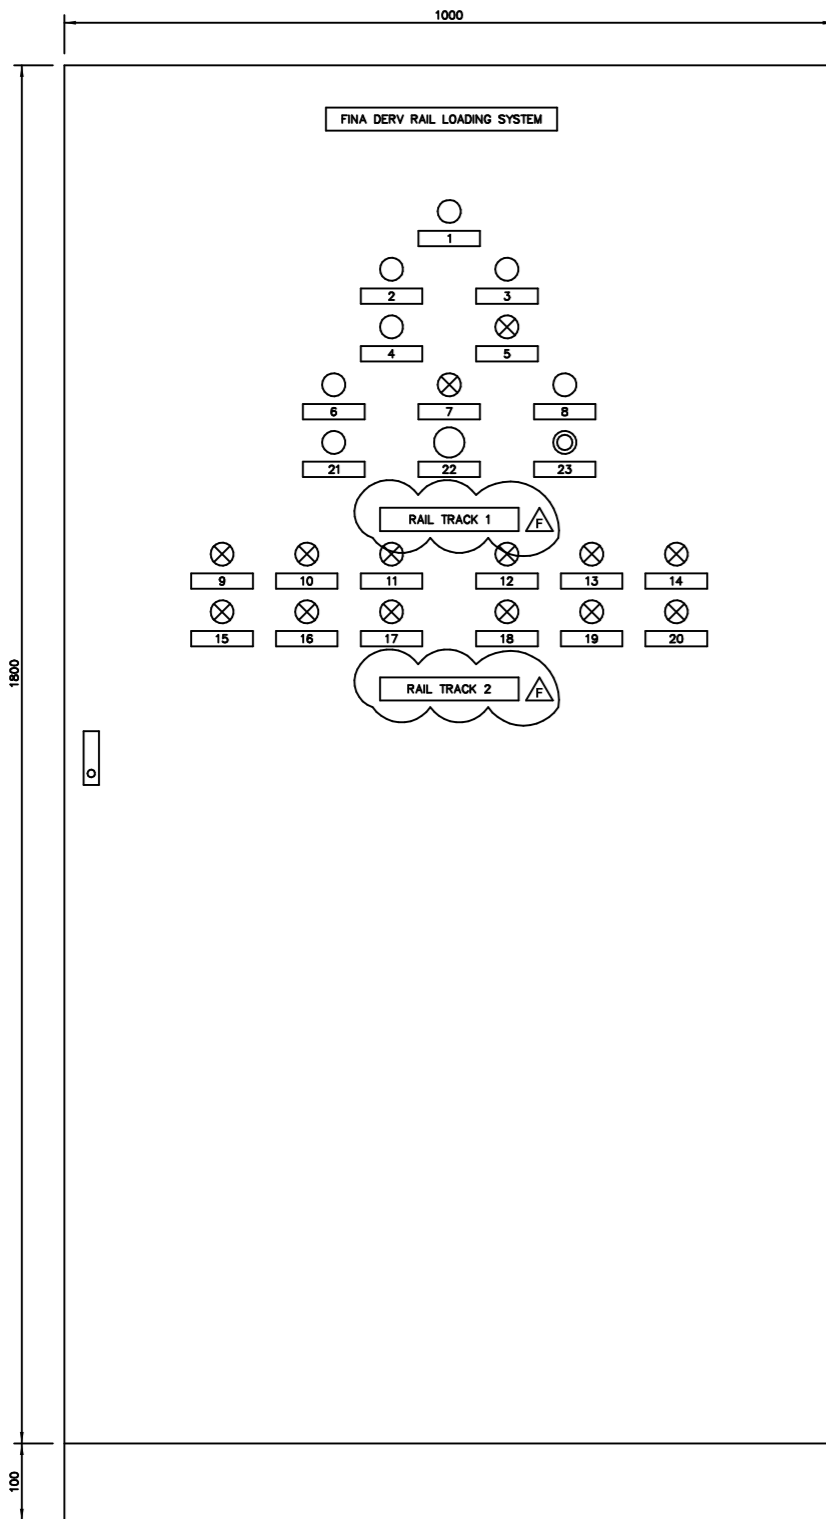 1000
FINA DERV RAIL LOADING SYSTEM
1
2 3
4 5
6 7 8
21 22 23
RAIL TRACK 1 F
9 10 11 12 13 14
15 16 17 18 19 20
RAIL TRACK 2 F
1800
100